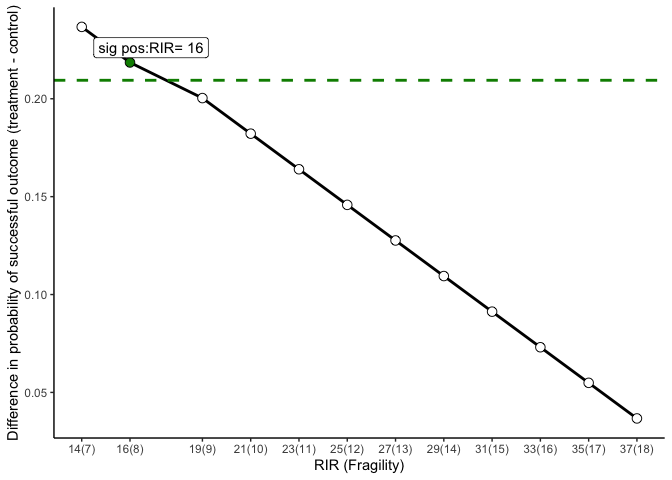 Difference in probability of successful outcome (treatment - control)
sig pos:RIR= 16
0.20
0.15
0.10
0.05
14(7) 16(8) 19(9) 21(10) 23(11) 25(12) 27(13) 29(14) 31(15) 33(16) 35(17) 37(18)
RIR (Fragility)